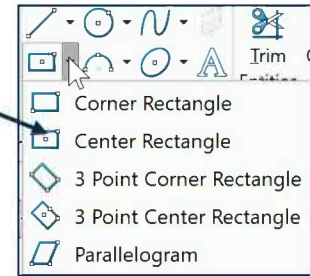 Trim
Corner Rectangle
Center Rectangle
3 Point Corner Rectangle
3 Point Center Rectangle
Parallelogram